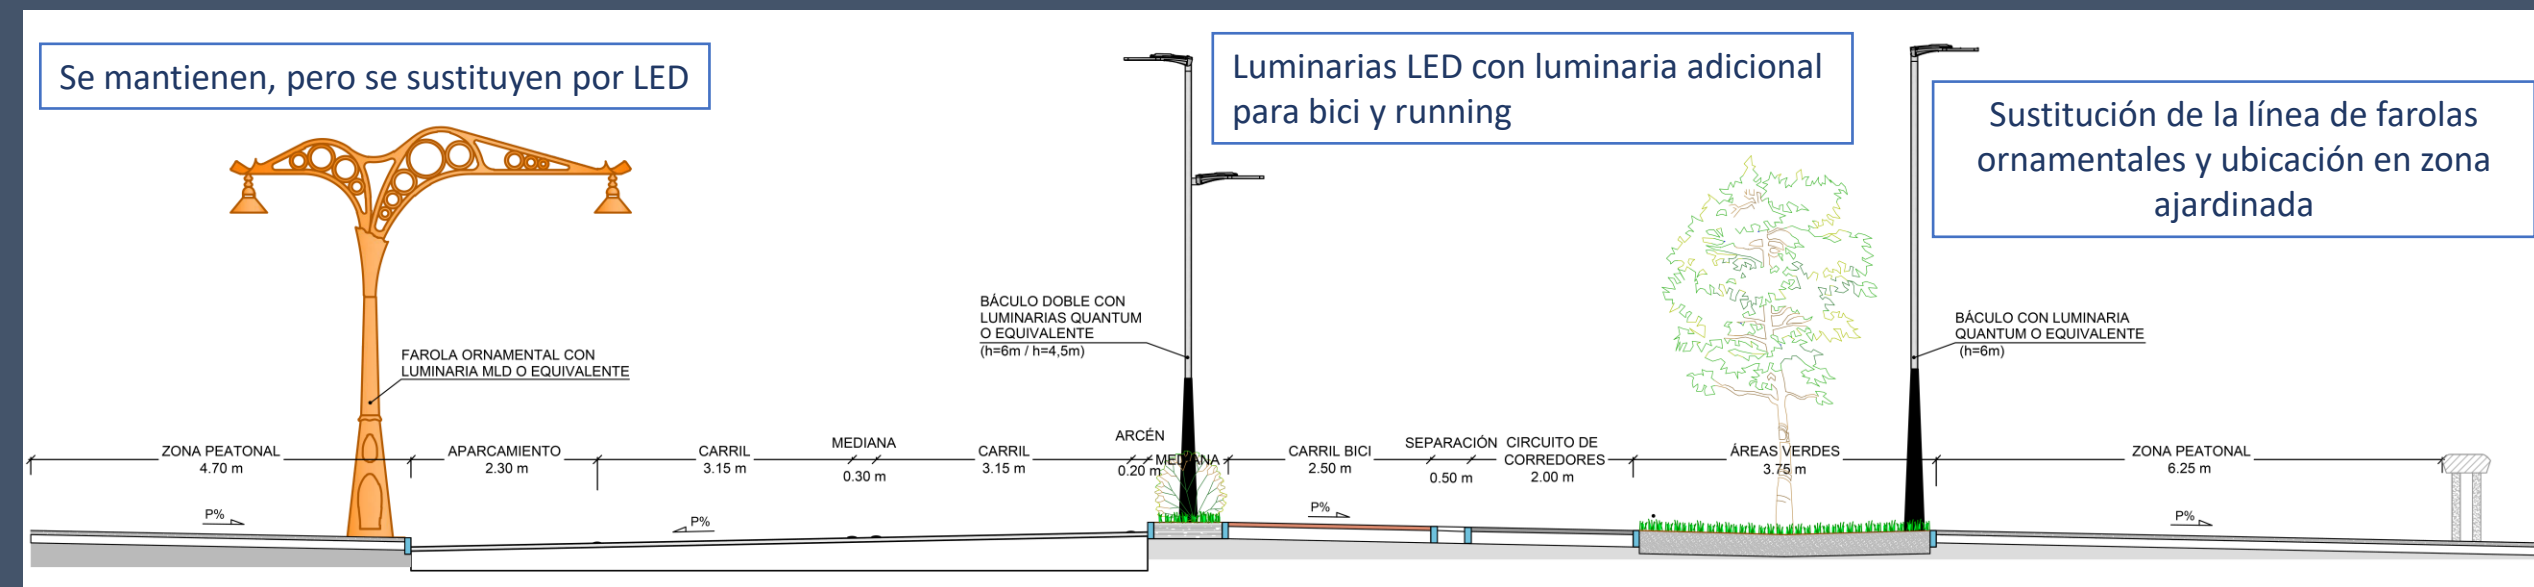 Se mantienen, pero se sustituyen por LED
Luminarias LED con luminaria adicional
para bici y running
Sustitución de la línea de farolas
ornamentales y ubicación en zona
ajardinada
FAROLA ORNAMENTAL CON
LUMINARIA MLD O EQUIVALENTE
BÁCULO DOBLE CON
LUMINARIAS QUANTUM
O EQUIVALENTE
(h=6m / h=4,5m)
BÁCULO CON LUMINARIA
QUANTUM O EQUIVALENTE
(h=6m)
ZONA PEATONAL
4.70 m
APARCAMIENTO
2.30 m
CARRIL
3.15 m
MEDIANA
0.30 m
CARRIL
3.15 m
ARCÉN
0.20 m
MEDIANA
CARRIL BICI
2.50 m
SEPARACIÓN
0.50 m
CIRCUITO DE
CORREDORES
2.00 m
ÁREAS VERDES
3.75 m
ZONA PEATONAL
6.25 m
P%
P%
P%
P%